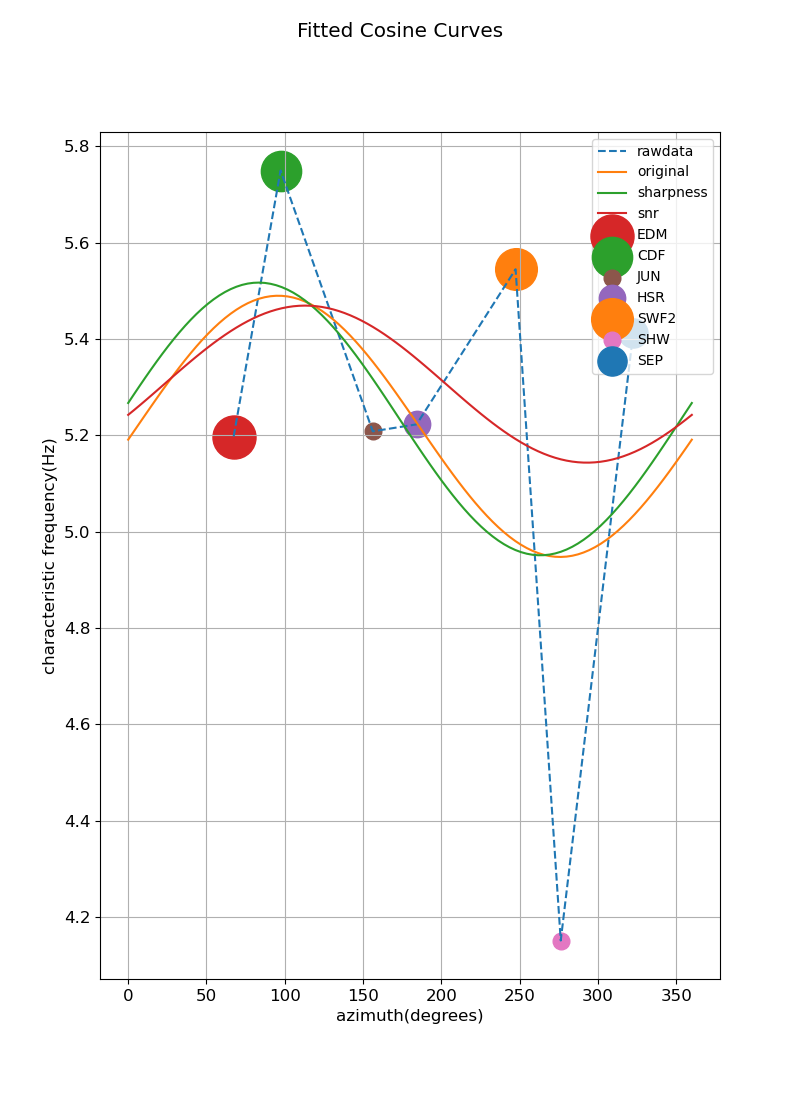 Fitted Cosine Curves
5.8
5.6
5.4
5.2
5.0
4.8
4.6
4.4
4.2
characteristic frequency(Hz)
rawdata
original
sharpness
snr
EDM
CDF
JUN
HSR
SWF2
SHW
SEP
0 50 100 150 200 250 300 350
azimuth(degrees)